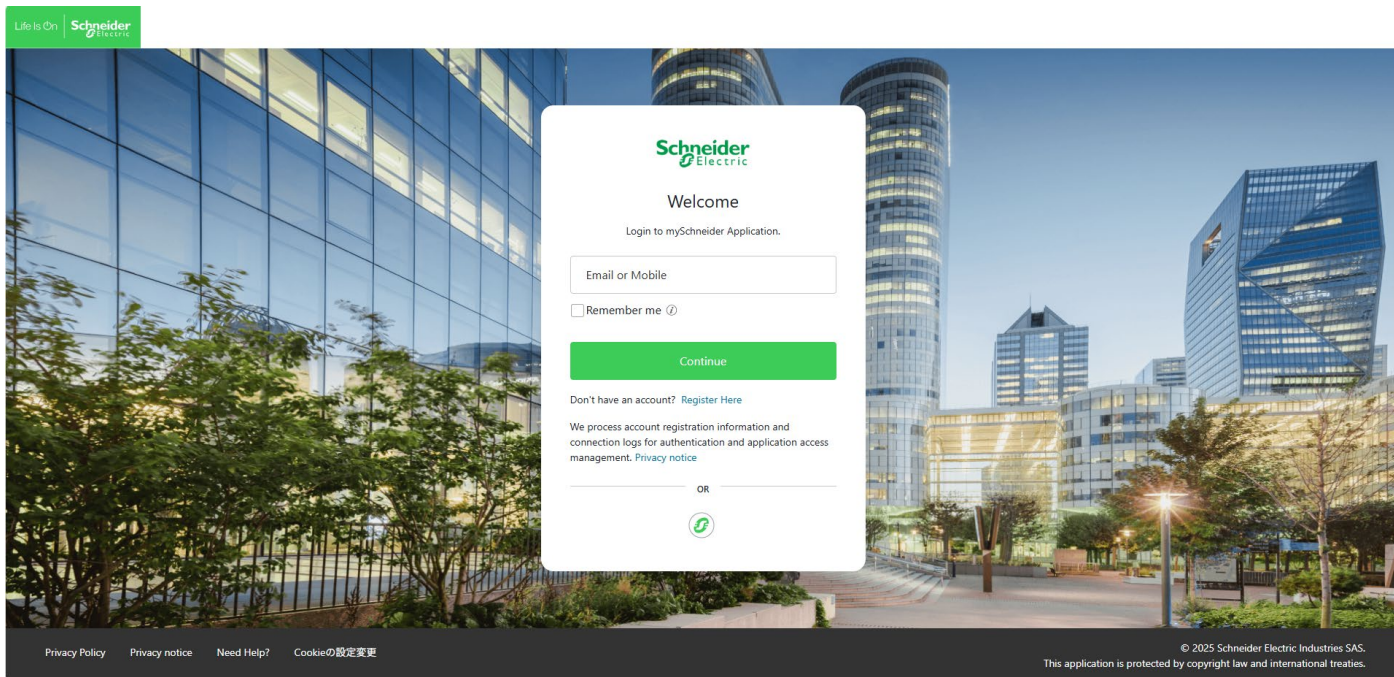 Life Is On | Schneider Electric
Schneider Electric
Welcome
Login to mySchneider Application.
Email or Mobile
Remember me
Continue
Don't have an account? Register Here
We process account registration information and
connection logs for authentication and application access
management. Privacy notice
OR
Privacy Policy Privacy notice Need Help? Cookieの設定変更
© 2025 Schneider Electric Industries SAS.
This application is protected by copyright law and international treaties.